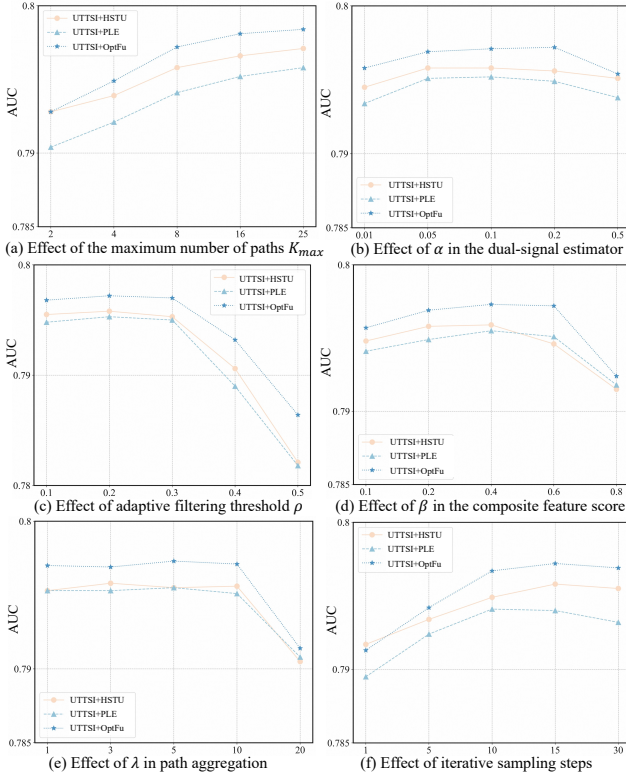 0.8
UTTSI+HSTU
UTTSI+PLE
UTTSI+OptFu
AUC
0.79
0.785
2 4 8 16 25
(a) Effect of the maximum number of paths K_max
0.8
AUC
0.79
UTTSI+HSTU
UTTSI+PLE
UTTSI+OptFu
0.785
0.01 0.05 0.1 0.2 0.5
(b) Effect of α in the dual-signal estimator
0.8
UTTSI+HSTU
UTTSI+PLE
UTTSI+OptFu
AUC
0.79
0.78
0.1 0.2 0.3 0.4 0.5
(c) Effect of adaptive filtering threshold ρ
0.8
AUC
0.79
UTTSI+HSTU
UTTSI+PLE
UTTSI+OptFu
0.785
0.1 0.2 0.4 0.6 0.8
(d) Effect of β in the composite feature score
0.8
AUC
0.79
UTTSI+HSTU
UTTSI+PLE
UTTSI+OptFu
0.785
1 3 5 10 20
(e) Effect of λ in path aggregation
0.8
UTTSI+HSTU
UTTSI+PLE
UTTSI+OptFu
AUC
0.79
0.785
1 5 10 15 30
(f) Effect of iterative sampling steps